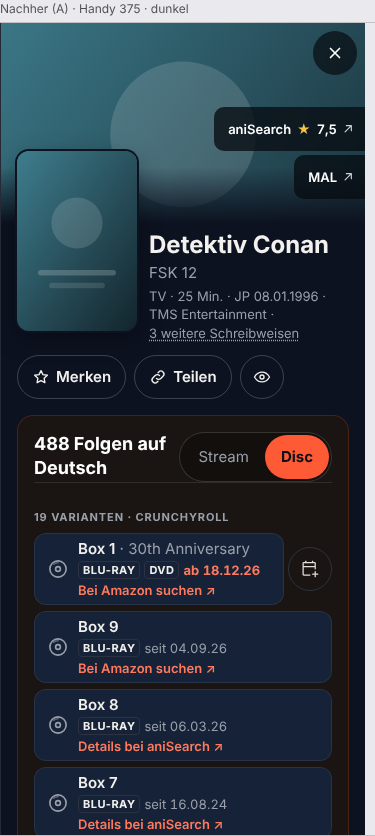 Nachher (A) · Handy 375 · dunkel
aniSearch ★ 7,5 ↗
MAL ↗
Detektiv Conan
FSK 12
TV · 25 Min. · JP 08.01.1996 ·
TMS Entertainment ·
3 weitere Schreibweisen
Merken
Teilen
488 Folgen auf
Deutsch
Stream
Disc
19 VARIANTEN · CRUNCHYROLL
Box 1 · 30th Anniversary
BLU-RAY DVD ab 18.12.26
Bei Amazon suchen ↗
Box 9
BLU-RAY seit 04.09.26
Bei Amazon suchen ↗
Box 8
BLU-RAY seit 06.03.26
Details bei aniSearch ↗
Box 7
BLU-RAY seit 16.08.24
Details bei aniSearch ↗